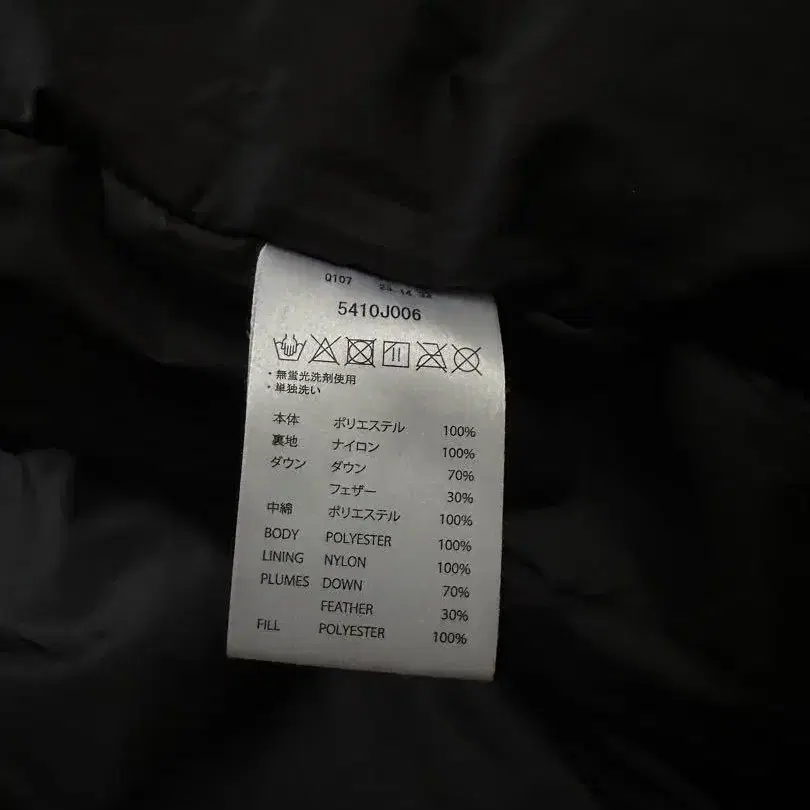 Q107
5410J006
・無蛍光洗剤使用
・単独洗い
本体 ポリエステル 100%
裏地 ナイロン 100%
ダウン ダウン 70%
フェザー 30%
中綿 ポリエステル 100%
BODY POLYESTER 100%
LINING NYLON 100%
PLUMES DOWN 70%
FEATHER 30%
FILL POLYESTER 100%